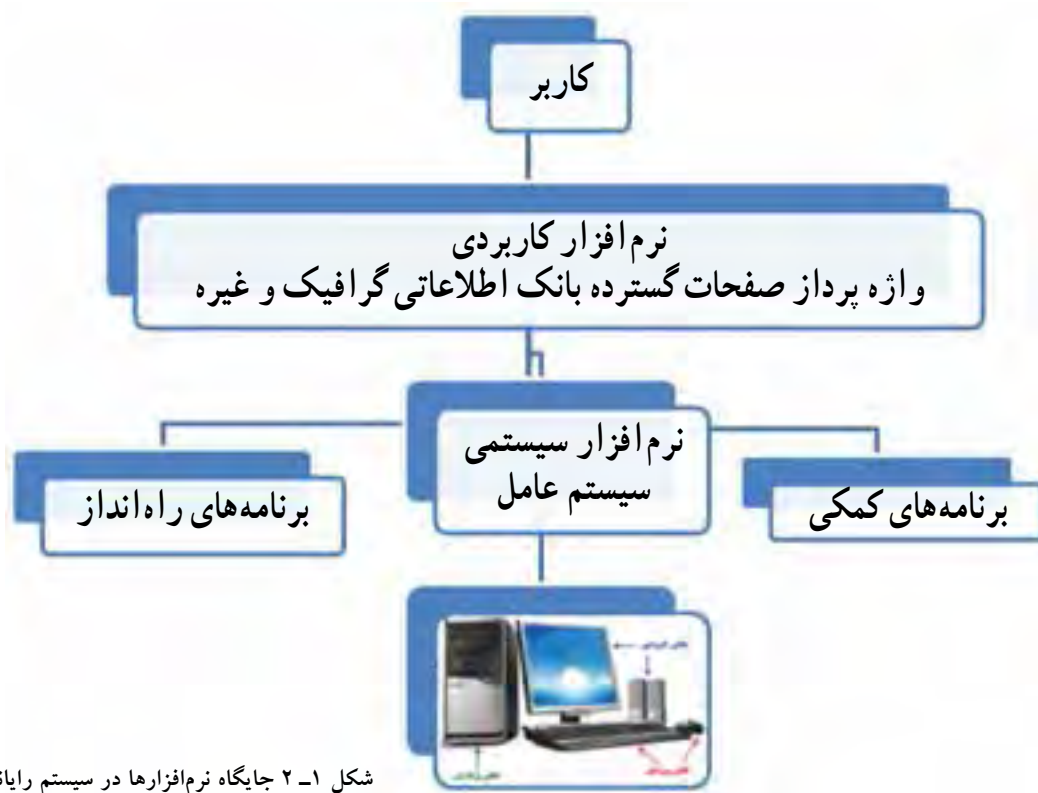 کاربر
نرم‌افزار کاربردی
واژه پرداز صفحات گسترده بانک اطلاعاتی گرافیک و غیره
نرم‌افزار سیستمی
سیستم عامل
برنامه‌های راه‌انداز
برنامه‌های کمکی
شکل ۱ـ ۲ جایگاه نرم‌افزارها در سیستم